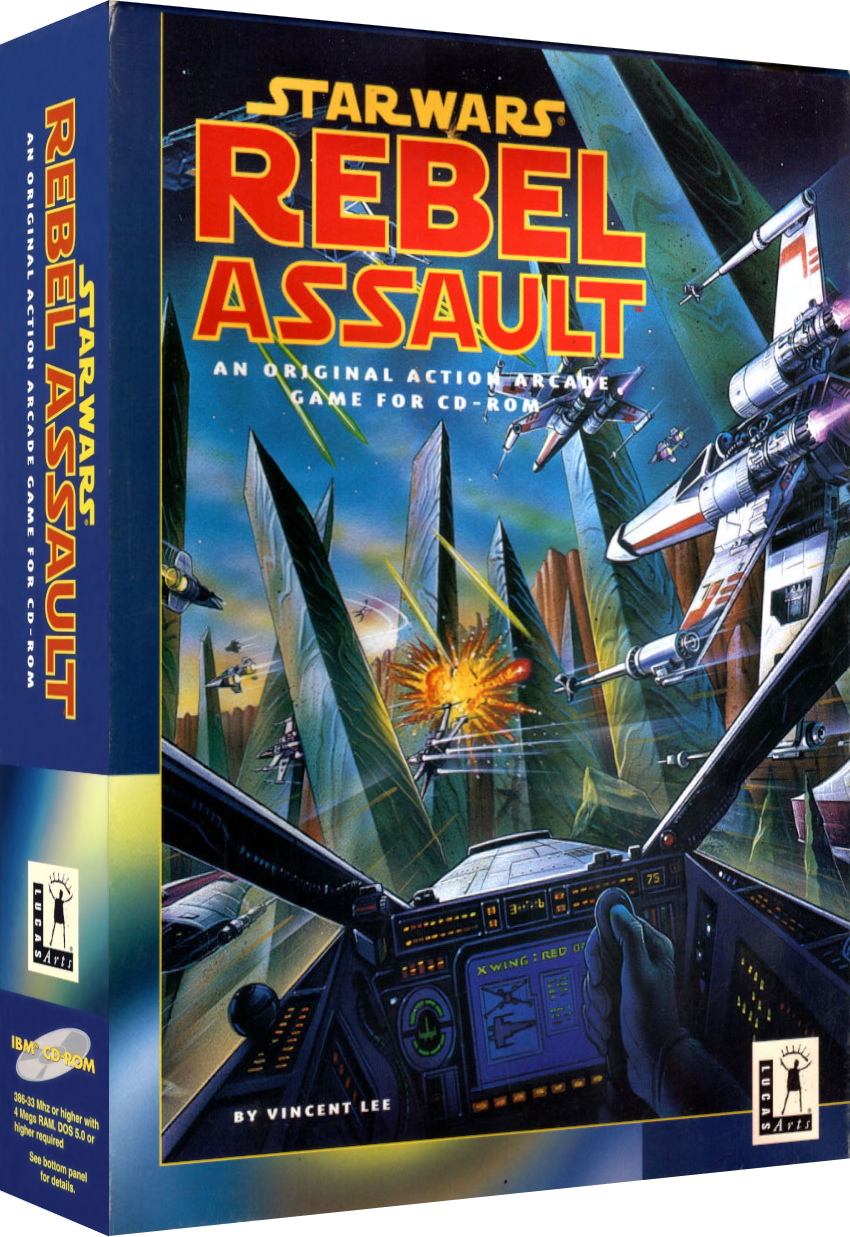 REBEL ASSAULT
STAR WARS®
AN ORIGINAL ACTION ARCADE GAME FOR CD-ROM
LUCAS
Arts
IBM® CD-ROM
386-33 Mhz or higher with
4 Megs RAM, DOS 5.0 or
higher required
See bottom panel
for details.
STAR WARS®
REBEL
ASSAULT™
AN ORIGINAL ACTION ARCADE
GAME FOR CD-ROM
75
XWING: RED
BY VINCENT LEE
LUCAS
Arts